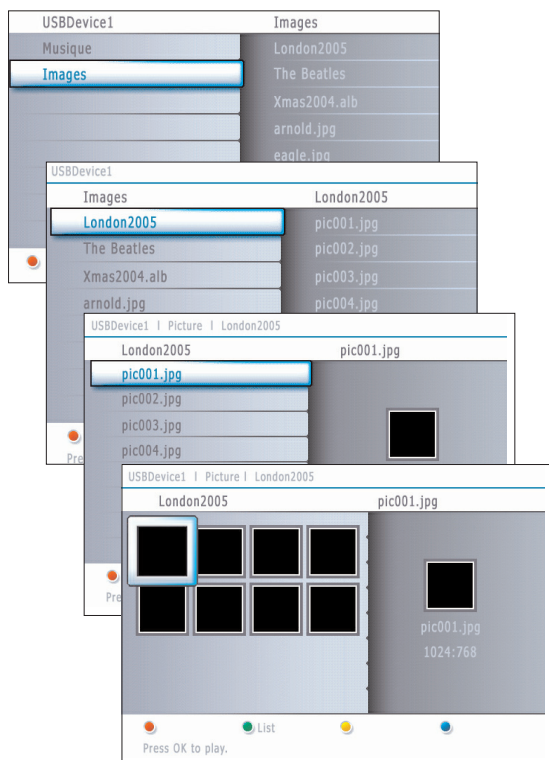 USBDevice1 Images
Musique London2005
Images The Beatles
Xmas2004.alb
arnold.jpg
eagle.jpg
USBDevice1
Images London2005
London2005 pic001.jpg
The Beatles pic002.jpg
Xmas2004.alb pic003.jpg
arnold.jpg pic004.jpg
Pre
USBDevice1 | Picture | London2005
London2005 pic001.jpg
pic001.jpg
pic002.jpg
pic003.jpg
pic004.jpg
Pre
USBDevice1 | Picture | London2005
London2005 pic001.jpg
pic001.jpg
1024:768
List
Press OK to play.